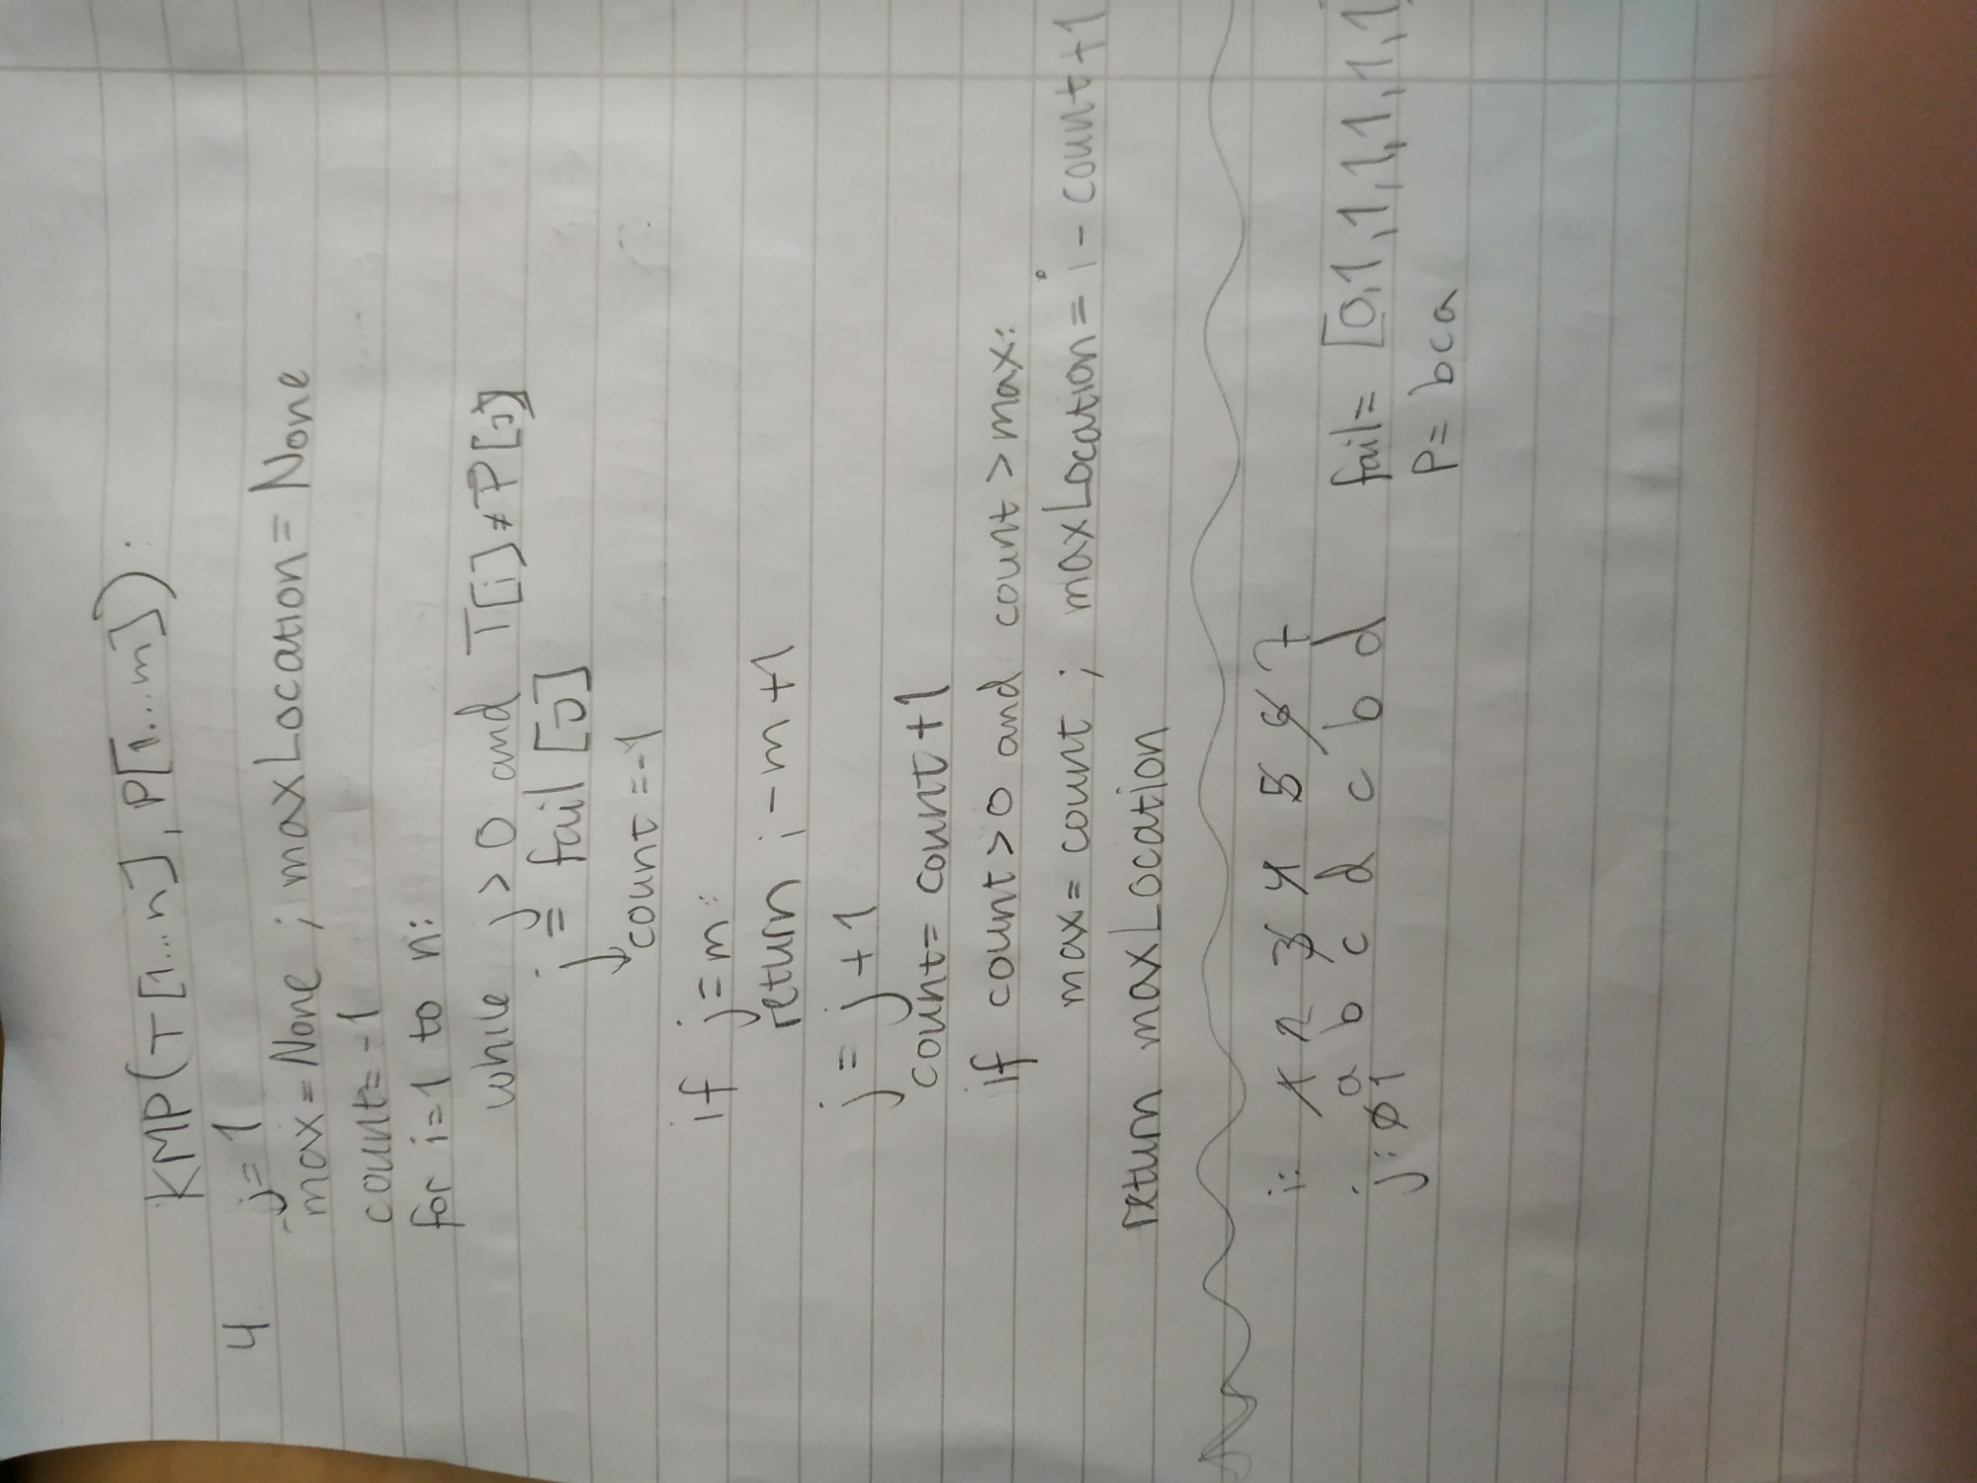 KMP(T[1...n], P[1...m]):
4 j=1
max=None ; maxLocation= None
count=-1
for i=1 to n:
while j>0 and T[i]≠P[j]
j= fail[j]
count=-1
if j=m:
return i-m+1
j=j+1
count= count+1
if count>0 and count>max:
max= count ; maxLocation= i-count+1
return maxLocation
i: 1 2 3 4 5 6 7
a b c d c b d fail= [0,1,1,1,1,1,1
j: 0 1
P= bca